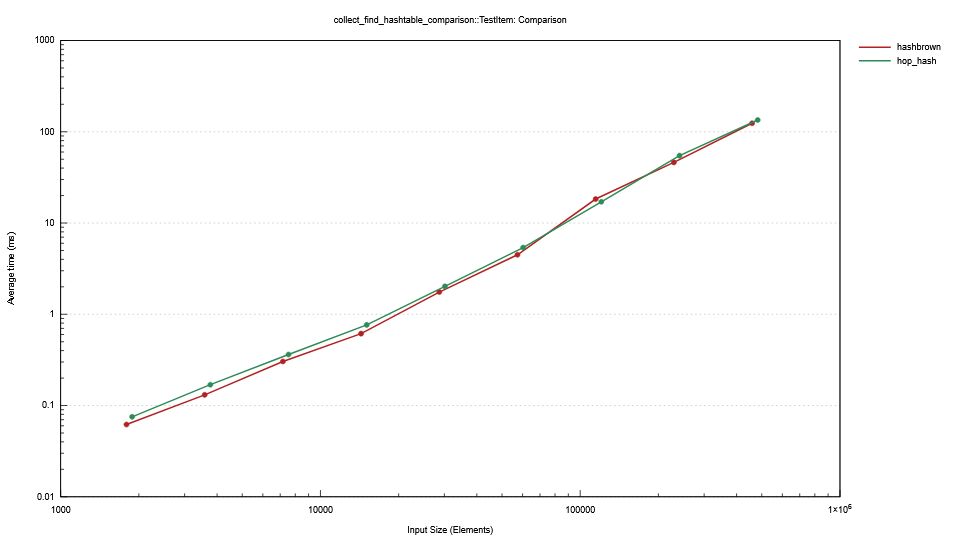 collect_find_hashtable_comparison::TestItem: Comparison
1000
100
10
1
0.1
0.01
Average time (ms)
1000
10000
100000
1×10⁶
Input Size (Elements)
hashbrown
hop_hash